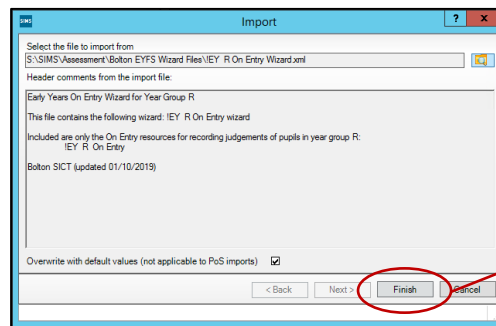 SIMS
Import
? x
Select the file to import from
S:\SIMS\Assessment\Bolton EYFS Wizard Files\!EY R On Entry Wizard.xml
Header comments from the import file:
Early Years On Entry Wizard for Year Group R
This file contains the following wizard: !EY R On Entry wizard
Included are only the On Entry resources for recording judgements of pupils in year group R:
!EY R On Entry
Bolton SICT (updated 01/10/2019)
Overwrite with default values (not applicable to PoS imports)
< Back Next > Finish Cancel